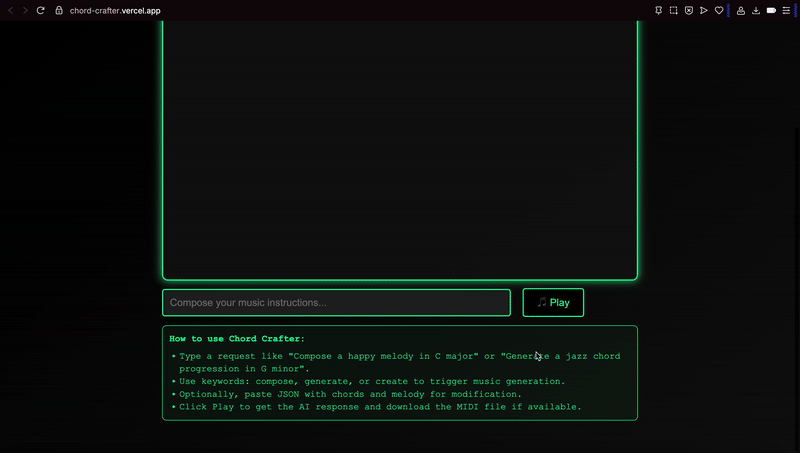 chord-crafter.vercel.app
Compose your music instructions...
🎵 Play
How to use Chord Crafter:
• Type a request like "Compose a happy melody in C major" or "Generate a jazz chord
progression in G minor".
• Use keywords: compose, generate, or create to trigger music generation.
• Optionally, paste JSON with chords and melody for modification.
• Click Play to get the AI response and download the MIDI file if available.